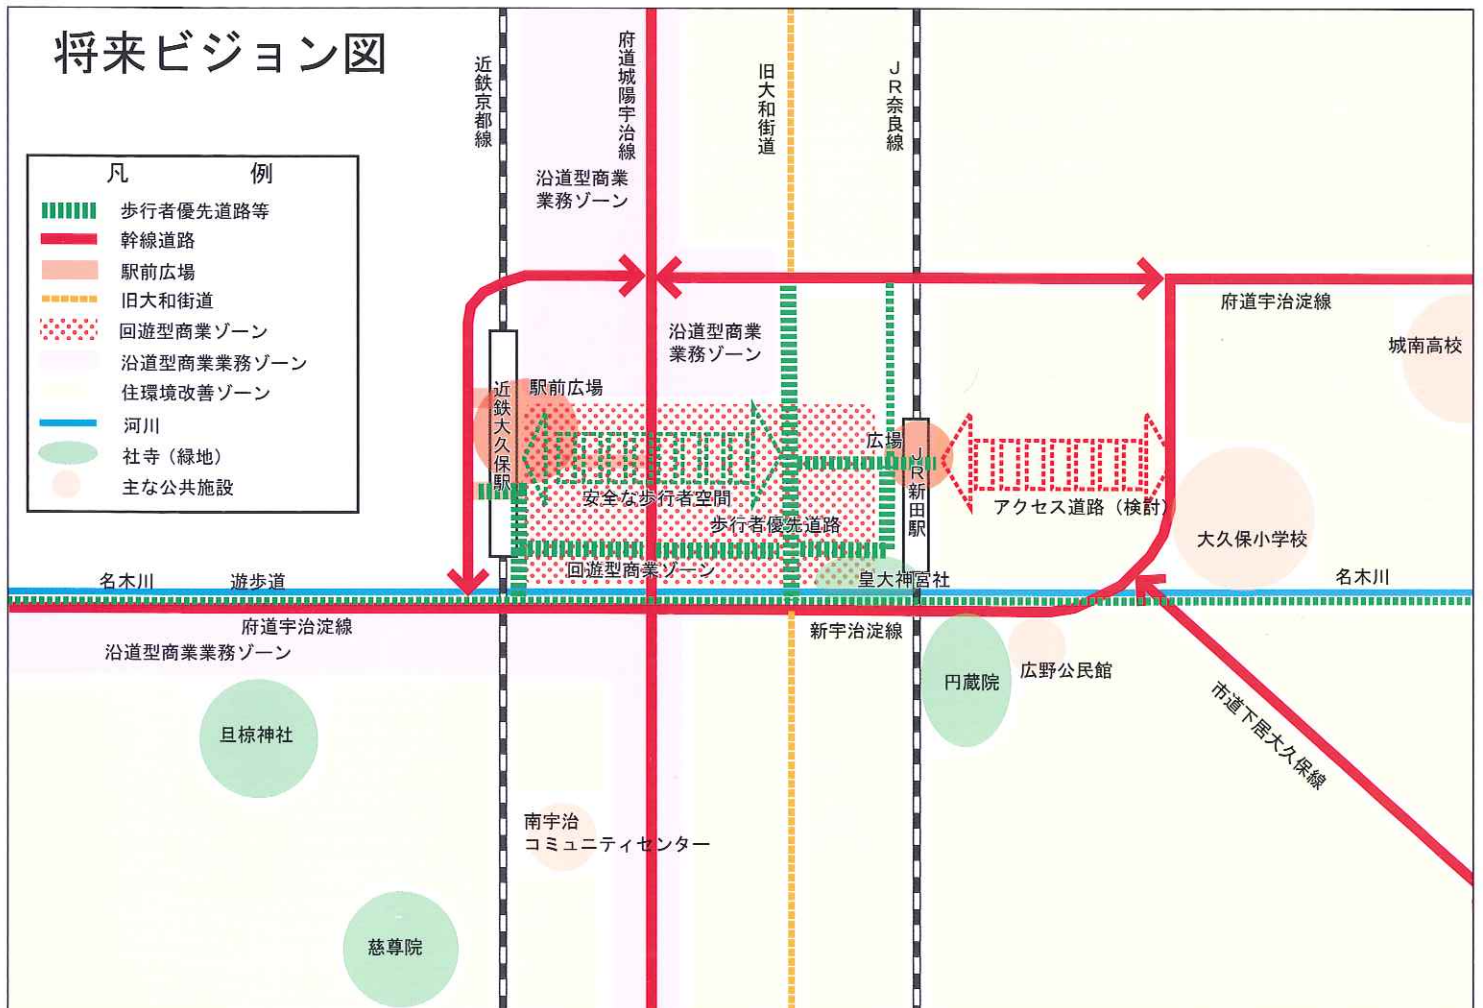 将来ビジョン図
近鉄京都線
府道城陽宇治線
旧大和街道
JR奈良線
凡 例
歩行者優先道路等
幹線道路
駅前広場
旧大和街道
回遊型商業ゾーン
沿道型商業業務ゾーン
住環境改善ゾーン
河川
社寺（緑地）
主な公共施設
沿道型商業
業務ゾーン
沿道型商業
業務ゾーン
府道宇治淀線
城南高校
駅前広場
近鉄大久保駅
広場
JR新田駅
安全な歩行者空間
歩行者優先道路
アクセス道路（検討）
大久保小学校
回遊型商業ゾーン
皇大神宮社
名木川
遊歩道
名木川
府道宇治淀線
新宇治淀線
沿道型商業業務ゾーン
円蔵院
広野公民館
市道下居大久保線
旦椋神社
南宇治
コミュニティセンター
慈尊院